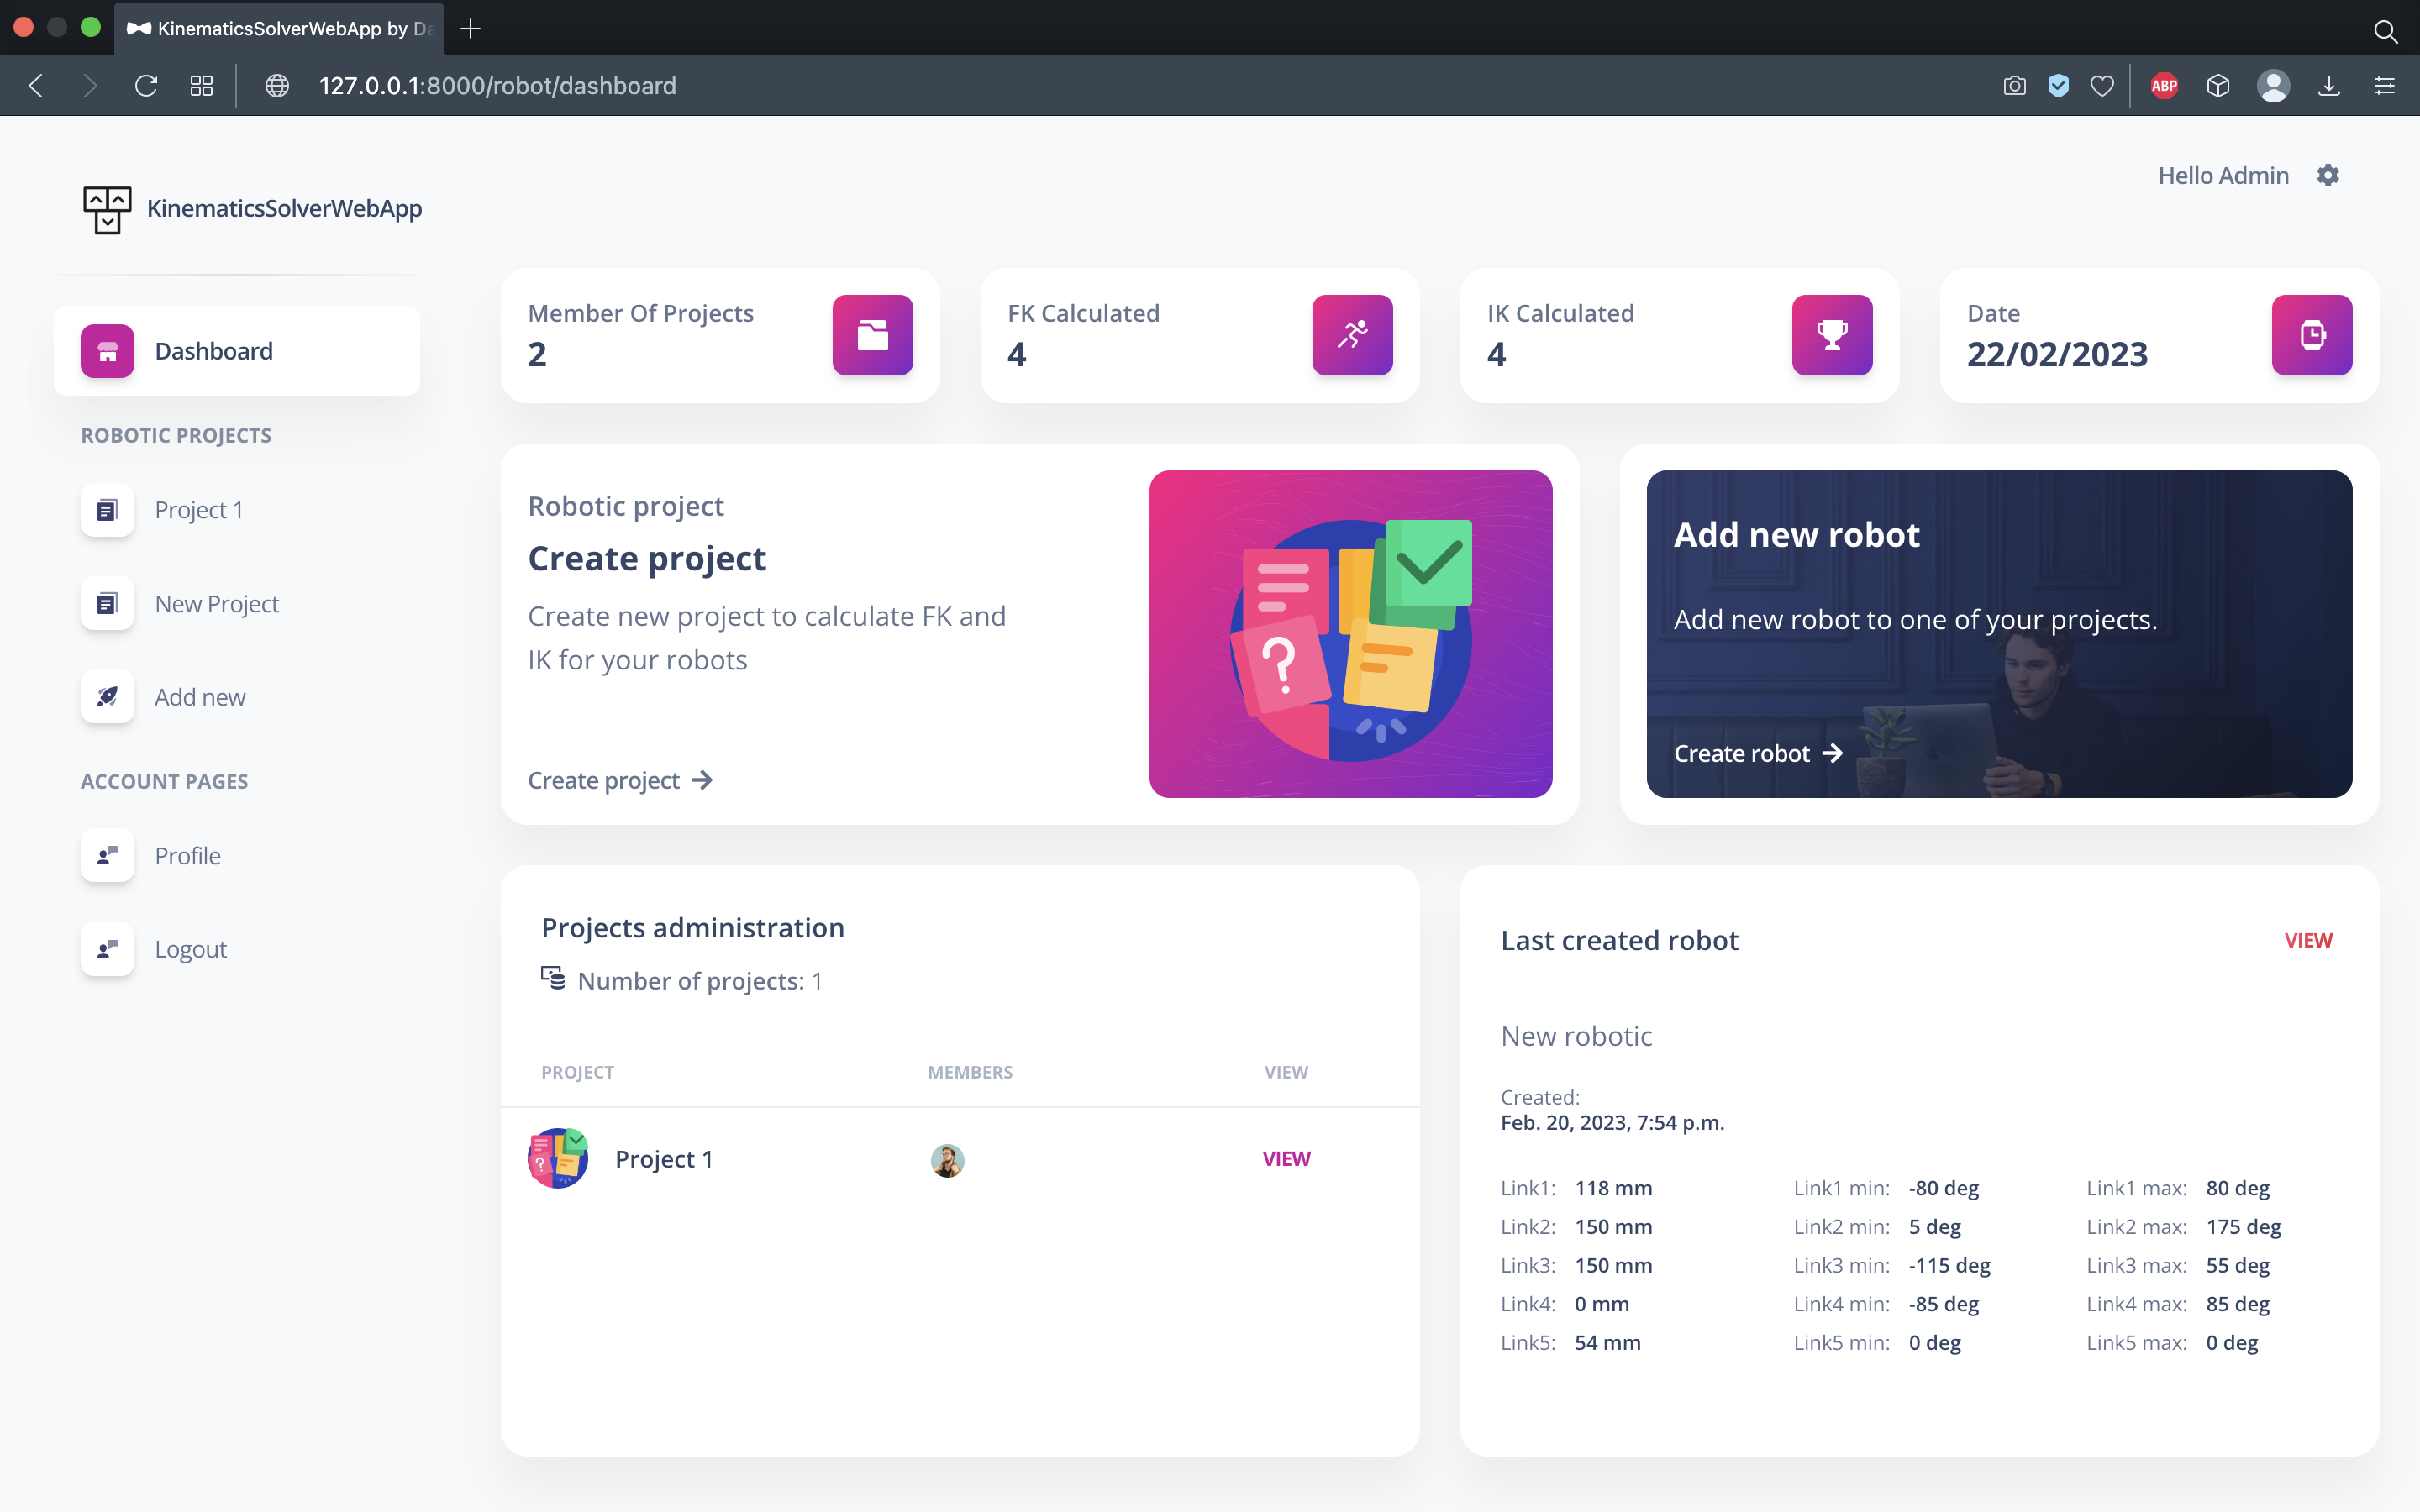 KinematicsSolverWebApp by Da
127.0.0.1:8000/robot/dashboard
ABP
Hello Admin
KinematicsSolverWebApp
Dashboard
ROBOTIC PROJECTS
Project 1
New Project
Add new
ACCOUNT PAGES
Profile
Logout
Member Of Projects
2
FK Calculated
4
IK Calculated
4
Date
22/02/2023
Robotic project
Create project
Create new project to calculate FK and
IK for your robots
Create project
?
Add new robot
Add new robot to one of your projects.
Create robot
Projects administration
Number of projects: 1
PROJECT MEMBERS VIEW
? Project 1 VIEW
Last created robot
VIEW
New robotic
Created:
Feb. 20, 2023, 7:54 p.m.
Link1: 118 mm Link1 min: -80 deg Link1 max: 80 deg
Link2: 150 mm Link2 min: 5 deg Link2 max: 175 deg
Link3: 150 mm Link3 min: -115 deg Link3 max: 55 deg
Link4: 0 mm Link4 min: -85 deg Link4 max: 85 deg
Link5: 54 mm Link5 min: 0 deg Link5 max: 0 deg